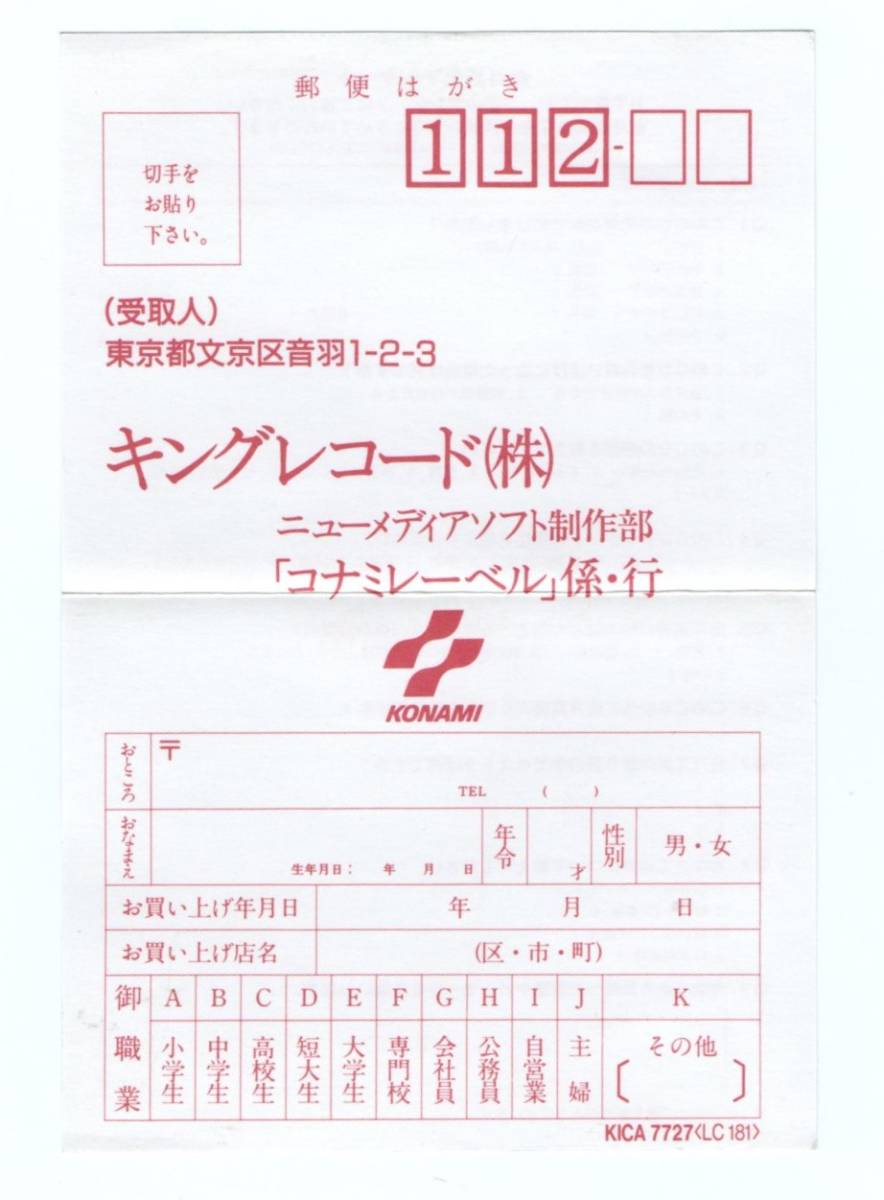 郵便はがき
112-
切手を
お貼り
下さい。
(受取人)
東京都文京区音羽1-2-3
キングレコード(株)
ニューメディアソフト制作部
「コナミレーベル」係・行
KONAMI
おところ 〒
TEL ( )
おなまえ 生年月日: 年 月 日 年令 才 性別 男・女
お買い上げ年月日 年 月 日
お買い上げ店名 (区・市・町)
御職業 A B C D E F G H I J K
小学生 中学生 高校生 短大生 大学生 専門校 会社員 公務員 自営業 主婦 その他 〔 〕
KICA 7727〈LC 181〉